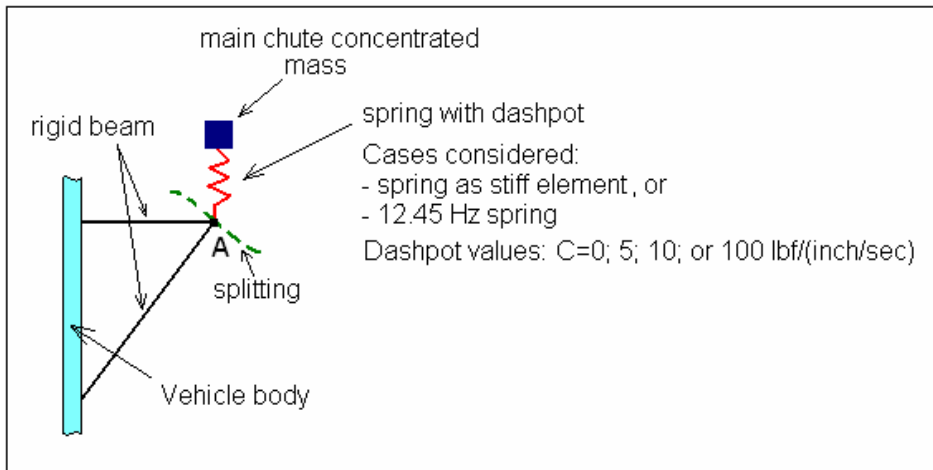 main chute concentrated
mass
rigid beam
spring with dashpot
Cases considered:
- spring as stiff element, or
- 12.45 Hz spring
Dashpot values: C=0; 5; 10; or 100 lbf/(inch/sec)
A
splitting
Vehicle body